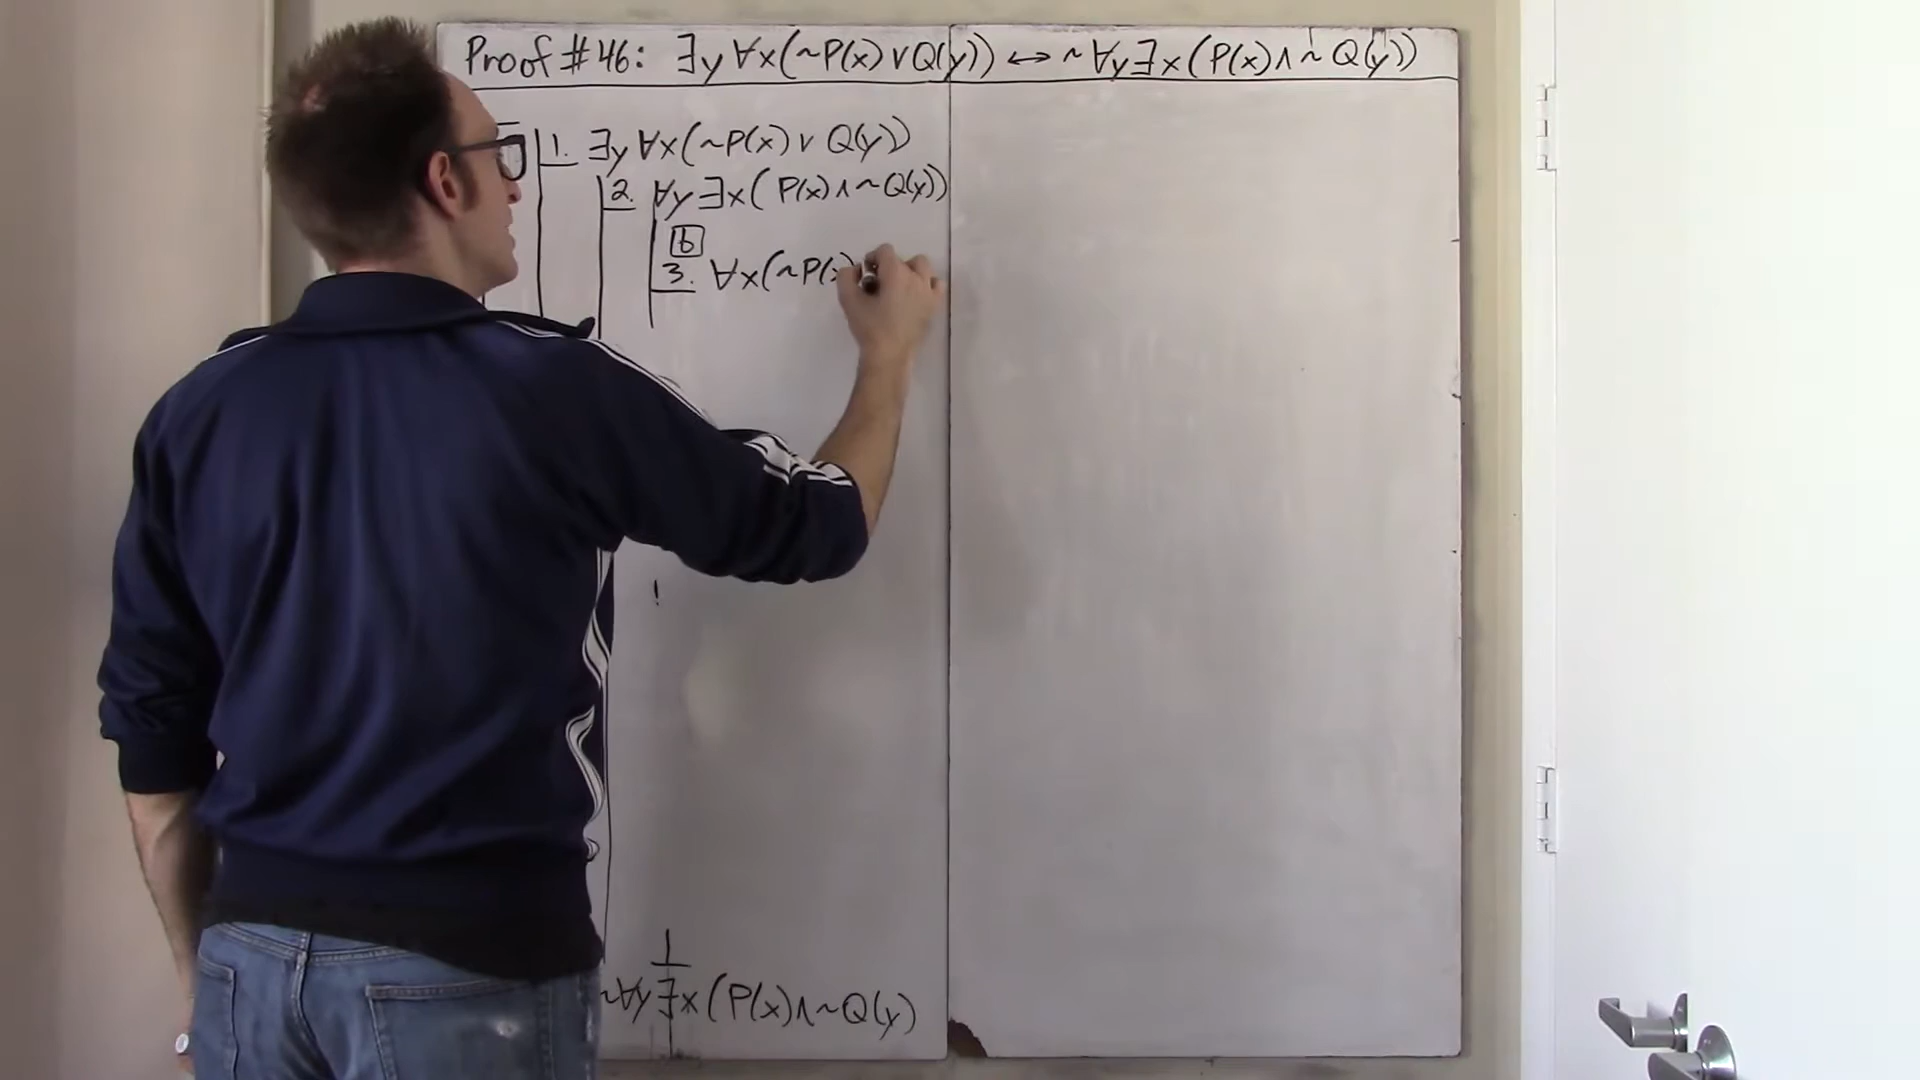 Proof #46: ∃y ∀x(~P(x) ∨ Q(y)) ↔ ~∀y ∃x (P(x) ∧ ~Q(y))
1. ∃y ∀x(~P(x) ∨ Q(y))
2. ∀y ∃x (P(x) ∧ ~Q(y))
b
3. ∀x(~P(x)
⊥
~∀y ∃x (P(x) ∧ ~Q(y)